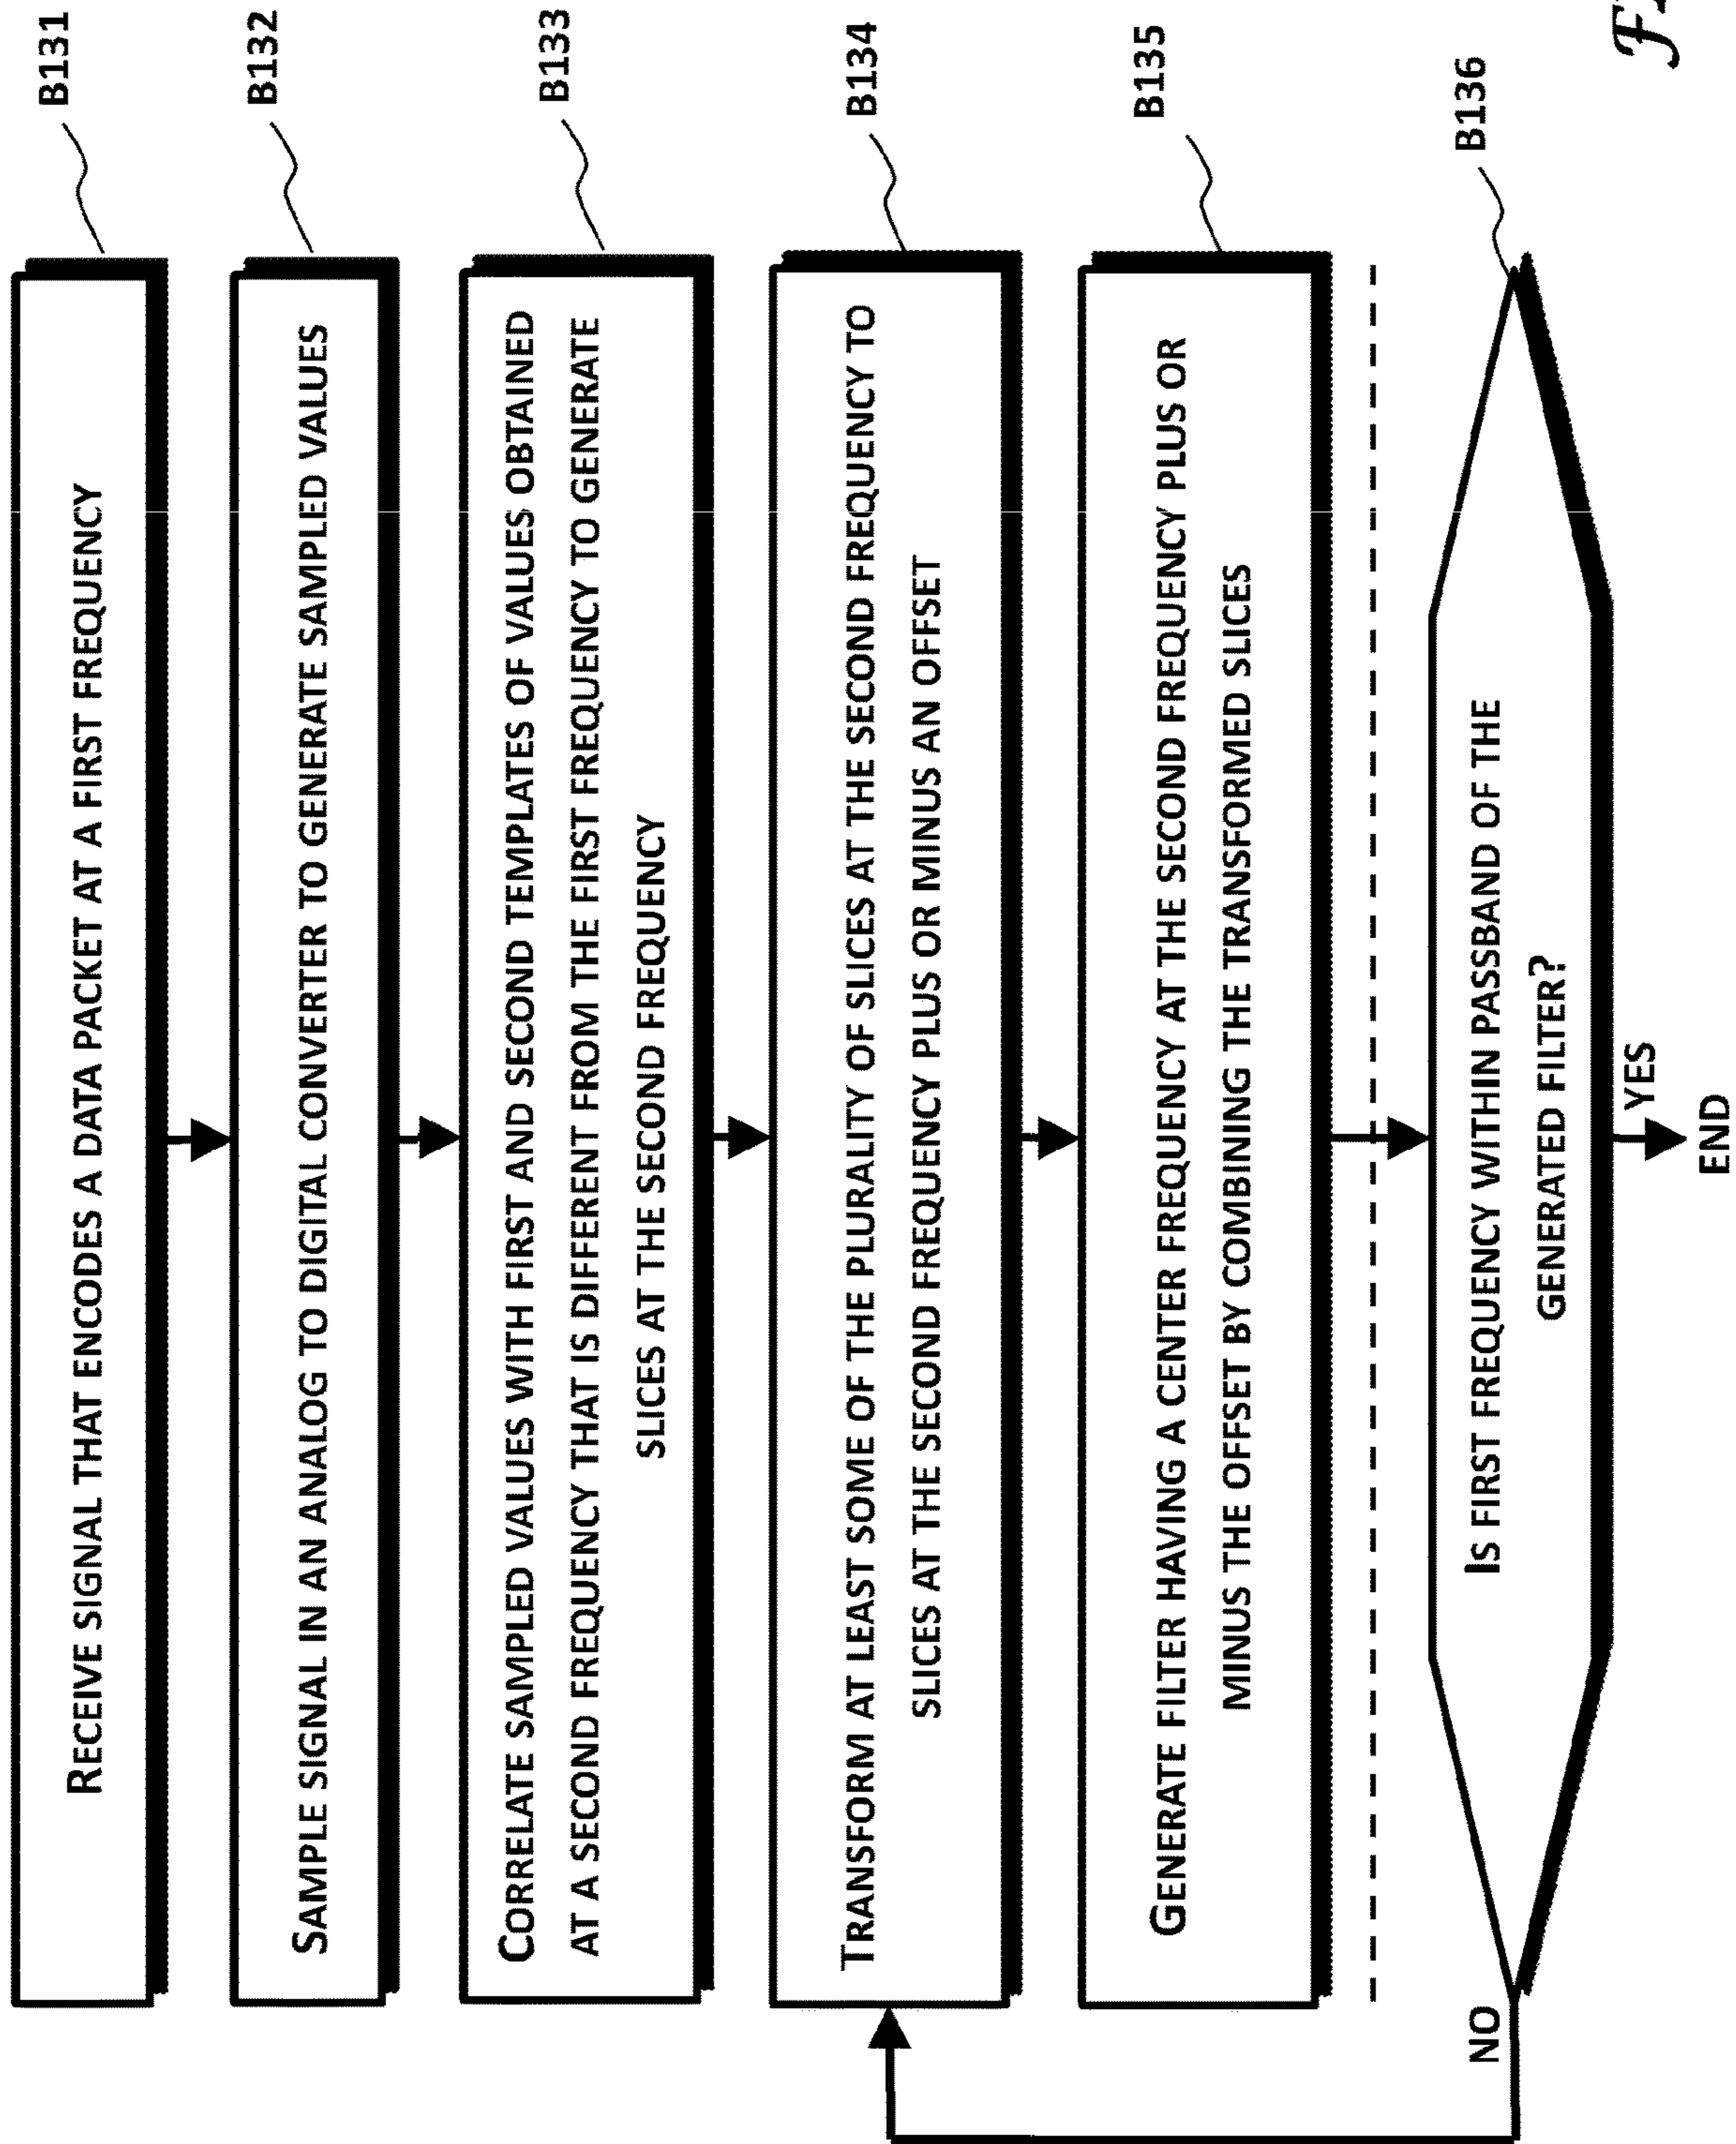 B131
RECEIVE SIGNAL THAT ENCODES A DATA PACKET AT A FIRST FREQUENCY
B132
SAMPLE SIGNAL IN AN ANALOG TO DIGITAL CONVERTER TO GENERATE SAMPLED VALUES
B133
CORRELATE SAMPLED VALUES WITH FIRST AND SECOND TEMPLATES OF VALUES OBTAINED
AT A SECOND FREQUENCY THAT IS DIFFERENT FROM THE FIRST FREQUENCY TO GENERATE
SLICES AT THE SECOND FREQUENCY
B134
TRANSFORM AT LEAST SOME OF THE PLURALITY OF SLICES AT THE SECOND FREQUENCY TO
SLICES AT THE SECOND FREQUENCY PLUS OR MINUS AN OFFSET
B135
GENERATE FILTER HAVING A CENTER FREQUENCY AT THE SECOND FREQUENCY PLUS OR
MINUS THE OFFSET BY COMBINING THE TRANSFORMED SLICES
B136
IS FIRST FREQUENCY WITHIN PASSBAND OF THE
GENERATED FILTER?
NO
YES
END